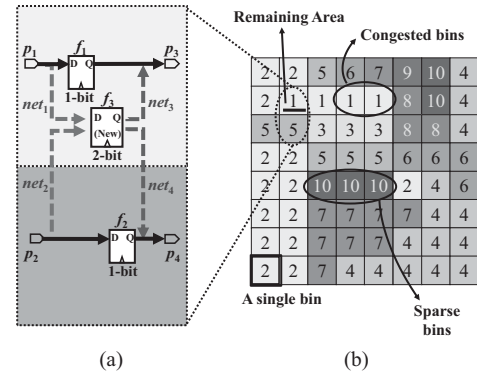 Remaining Area
Congested bins
p1 f1 p3
D Q
1-bit
net1 f3 net3
D Q
(New)
2-bit
net2 net4
f2
p2 D Q p4
1-bit
2 2 5 6 7 9 10 4
2 1 1 1 1 8 10 4
5 5 3 3 3 8 8 4
2 2 5 5 5 6 6 6
2 2 10 10 10 2 4 6
2 2 7 7 7 7 4 4
2 2 7 7 7 4 4 4
2 2 7 4 4 4 4 4
A single bin
Sparse
bins
(a) (b)